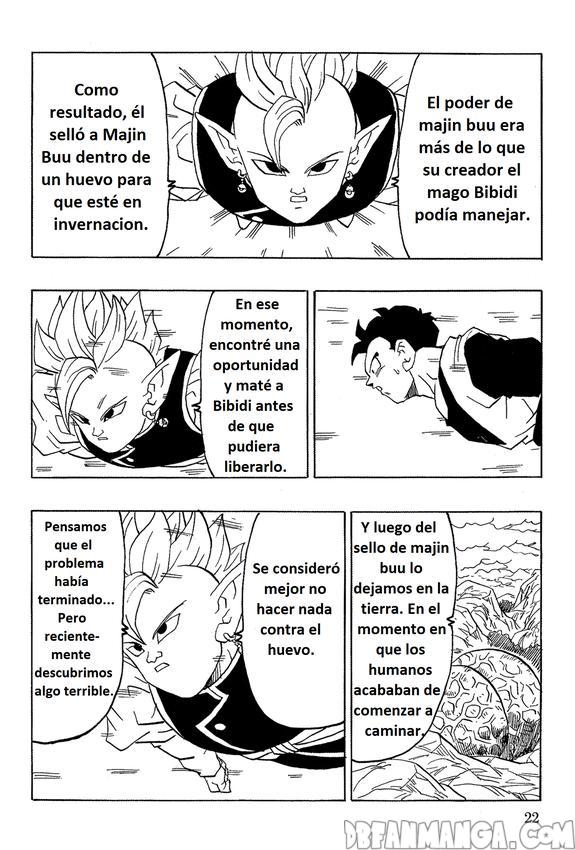 El poder de
majin buu era
más de lo que
su creador el
mago Bibidi
podía manejar.
Como
resultado, él
selló a Majin
Buu dentro de
un huevo para
que esté en
invernacion.
En ese
momento,
encontré una
oportunidad
y maté a
Bibidi antes
de que
pudiera
liberarlo.
Y luego del
sello de majin
buu lo
dejamos en la
tierra. En el
momento en
que los
humanos
acababan de
comenzar a
caminar.
Se consideró
mejor no
hacer nada
contra el
huevo.
Pensamos
que el
problema
había
terminado...
Pero
reciente-
mente
descubrimos
algo terrible.
22
DBFANMANGA.COM